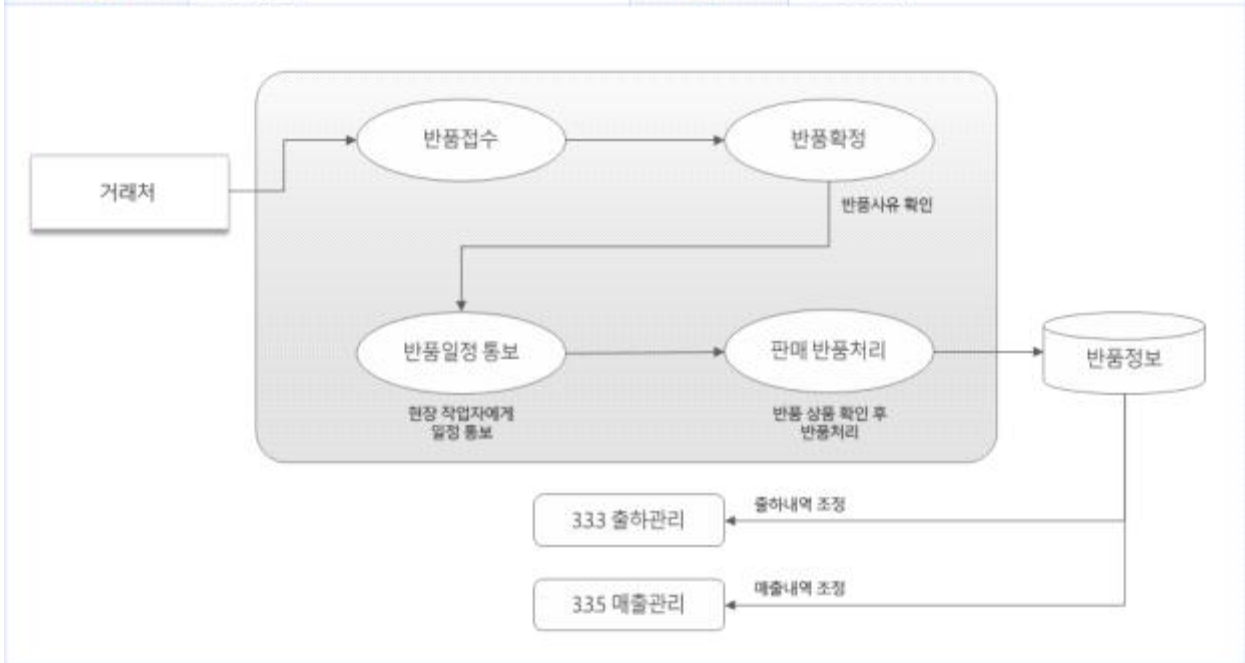 반품접수
반품확정
거래처
반품사유 확인
반품일정 통보
판매 반품처리
반품정보
현장 작업자에게
일정 통보
반품 상품 확인 후
반품처리
출하내역 조정
3.3.3 출하관리
매출내역 조정
3.3.5 매출관리